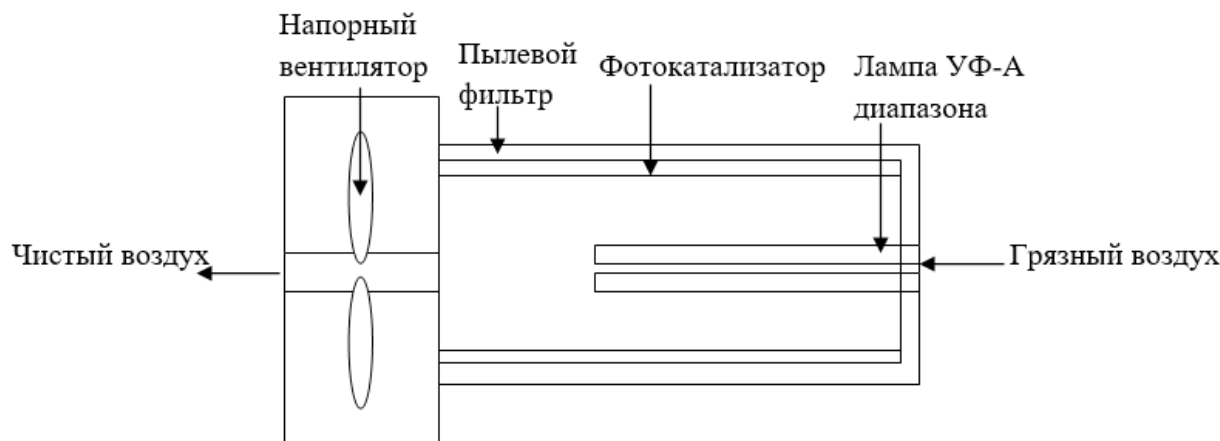 Напорный
вентилятор
Пылевой
фильтр
Фотокатализатор
Лампа УФ-А
диапазона
Чистый воздух
Грязный воздух